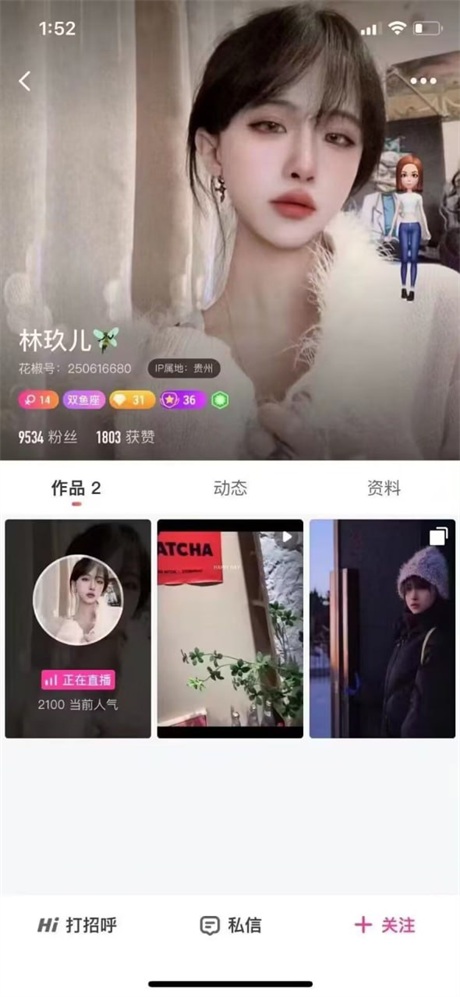 1:52
林玖儿
花椒号：250616680 IP属地：贵州
14 双鱼座 31 36
9534 粉丝 1803 获赞
作品 2 动态 资料
ATCHA
正在直播
2100 当前人气
Hi 打招呼 私信 + 关注